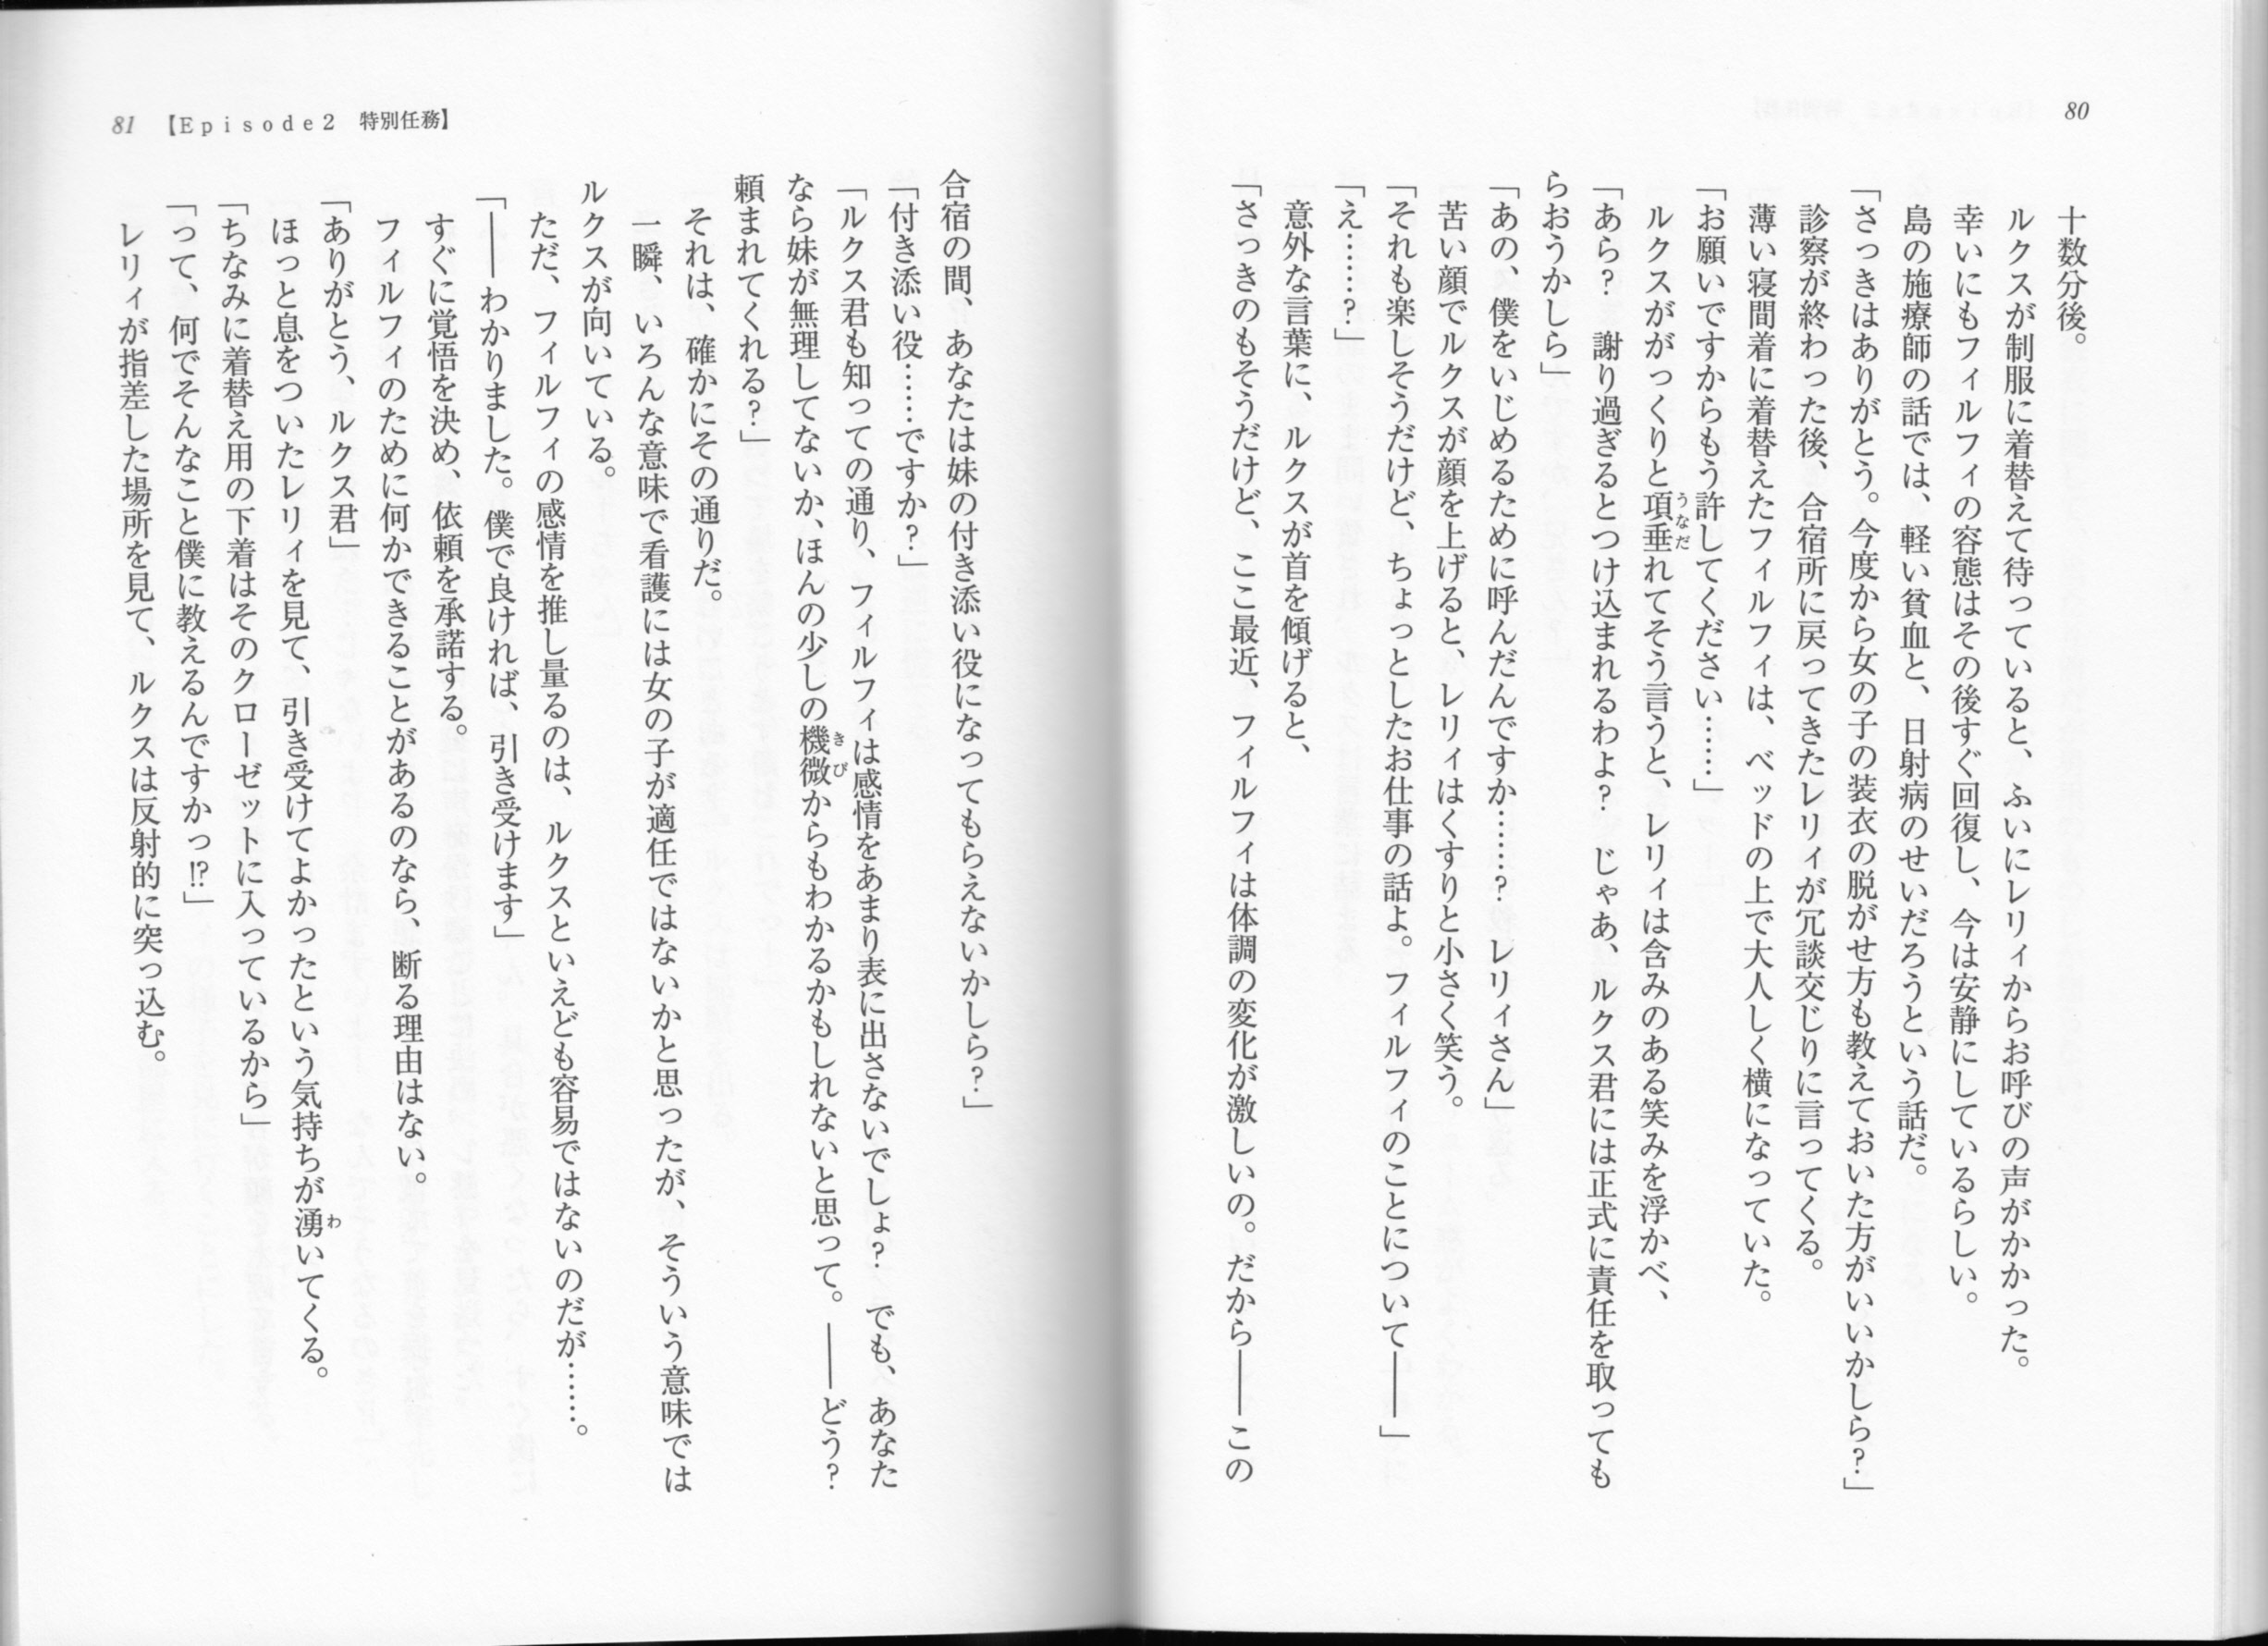 80
十数分後。
ルクスが制服に着替えて待っていると、ふいにレリィからお呼びの声がかかった。
幸いにもフィルフィの容態はその後すぐ回復し、今は安静にしているらしい。
島の施療師の話では、軽い貧血と、日射病のせいだろうという話だ。
「さっきはありがとう。今度から女の子の装衣の脱がせ方も教えておいた方がいいかしら？」
診察が終わった後、合宿所に戻ってきたレリィが冗談交じりに言ってくる。
薄い寝間着に着替えたフィルフィは、ベッドの上で大人しく横になっていた。
「お願いですからもう許してください……」
ルクスががっくりと項垂れてそう言うと、レリィは含みのある笑みを浮かべ、
うなだ
「あら？　謝り過ぎるとつけ込まれるわよ？　じゃあ、ルクス君には正式に責任を取っても
らおうかしら」
「あの、僕をいじめるために呼んだんですか……？　レリィさん」
苦い顔でルクスが顔を上げると、レリィはくすりと小さく笑う。
「それも楽しそうだけど、ちょっとしたお仕事の話よ。フィルフィのことについて――」
「え……？」
意外な言葉に、ルクスが首を傾げると、
「さっきのもそうだけど、ここ最近、フィルフィは体調の変化が激しいの。だから――この
81 【Episode2　特別任務】
合宿の間、あなたは妹の付き添い役になってもらえないかしら？」
「付き添い役……ですか？」
「ルクス君も知っての通り、フィルフィは感情をあまり表に出さないでしょ？　でも、あなた
なら妹が無理してないか、ほんの少しの機微からもわかるかもしれないと思って。――どう？
きび
頼まれてくれる？」
それは、確かにその通りだ。
一瞬、いろんな意味で看護には女の子が適任ではないかと思ったが、そういう意味では
ルクスが向いている。
ただ、フィルフィの感情を推し量るのは、ルクスといえども容易ではないのだが……。
「――わかりました。僕で良ければ、引き受けます」
すぐに覚悟を決め、依頼を承諾する。
フィルフィのために何かできることがあるのなら、断る理由はない。
「ありがとう、ルクス君」
ほっと息をついたレリィを見て、引き受けてよかったという気持ちが湧いてくる。
わ
「ちなみに着替え用の下着はそのクローゼットに入っているから」
「って、何でそんなこと僕に教えるんですかっ!?」
レリィが指差した場所を見て、ルクスは反射的に突っ込む。